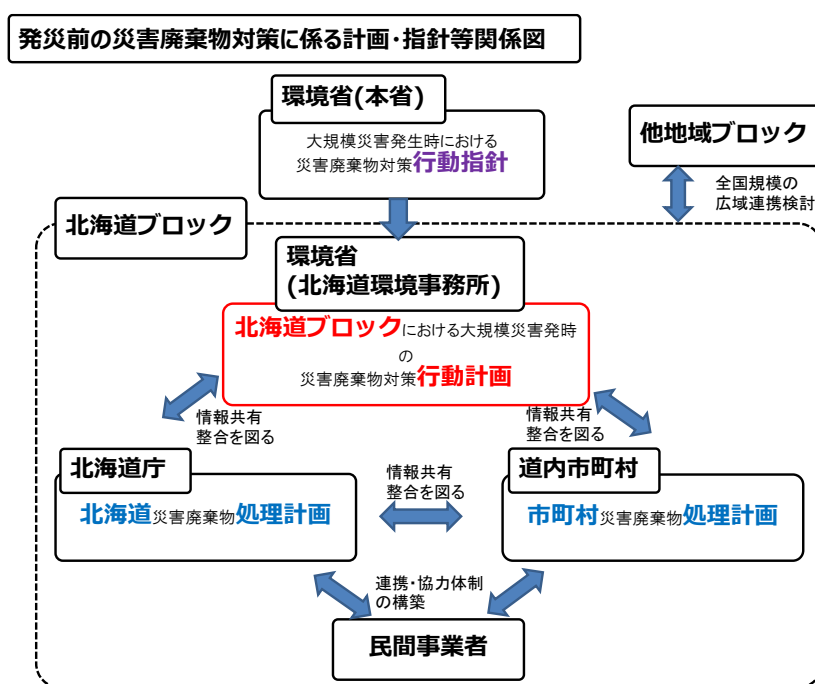 発災前の災害廃棄物対策に係る計画・指針等関係図
環境省(本省)
大規模災害発生時における
災害廃棄物対策行動指針
他地域ブロック
全国規模の
広域連携検討
北海道ブロック
環境省
(北海道環境事務所)
北海道ブロックにおける大規模災害発時
の
災害廃棄物対策行動計画
情報共有
整合を図る
情報共有
整合を図る
北海道庁
北海道災害廃棄物処理計画
情報共有
整合を図る
道内市町村
市町村災害廃棄物処理計画
連携・協力体制
の構築
民間事業者